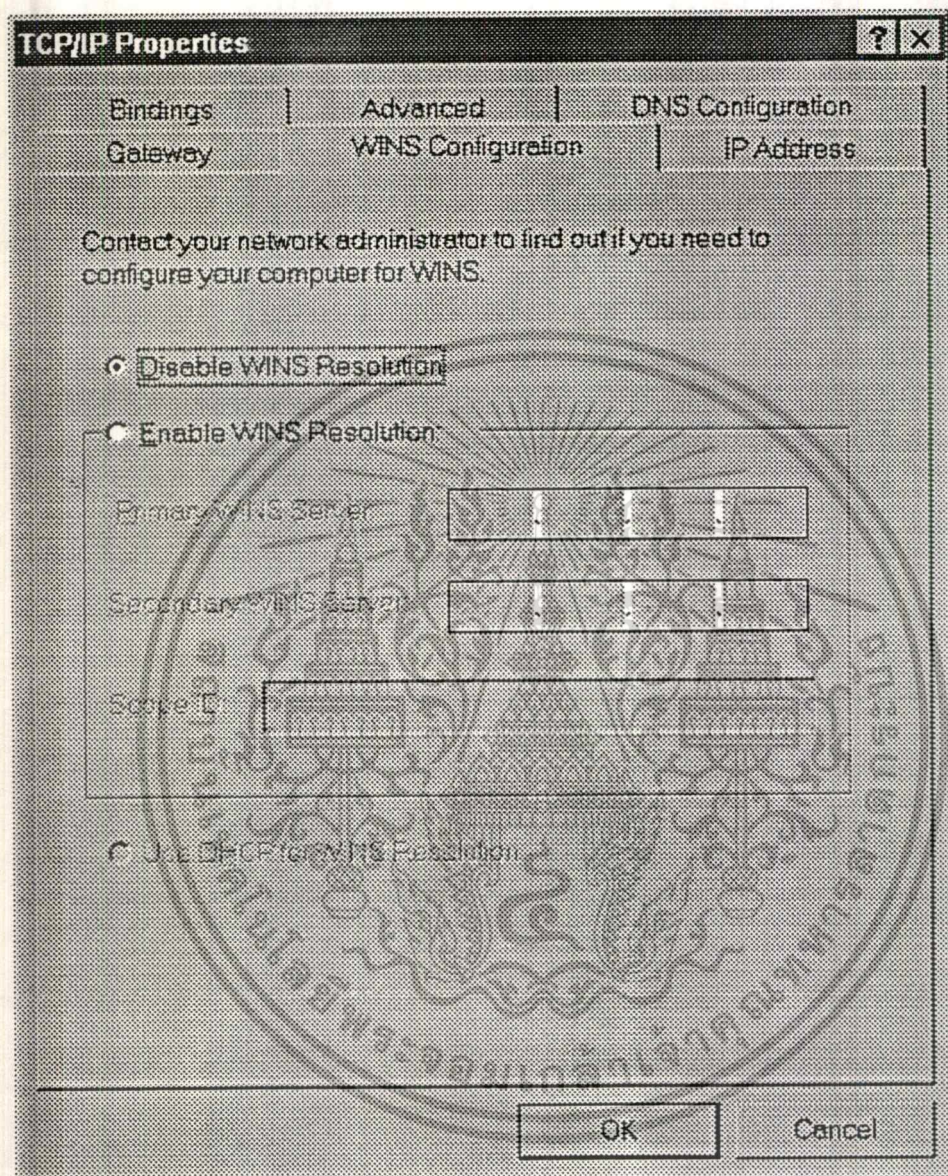 TCP/IP Properties
Bindings Advanced DNS Configuration
Gateway WINS Configuration IP Address
Contact your network administrator to find out if you need to
configure your computer for WINS.
Disable WINS Resolution
Enable WINS Resolution:
Primary WINS Server:
Secondary WINS Server:
Scope ID:
Use DHCP for WINS Resolution
OK Cancel